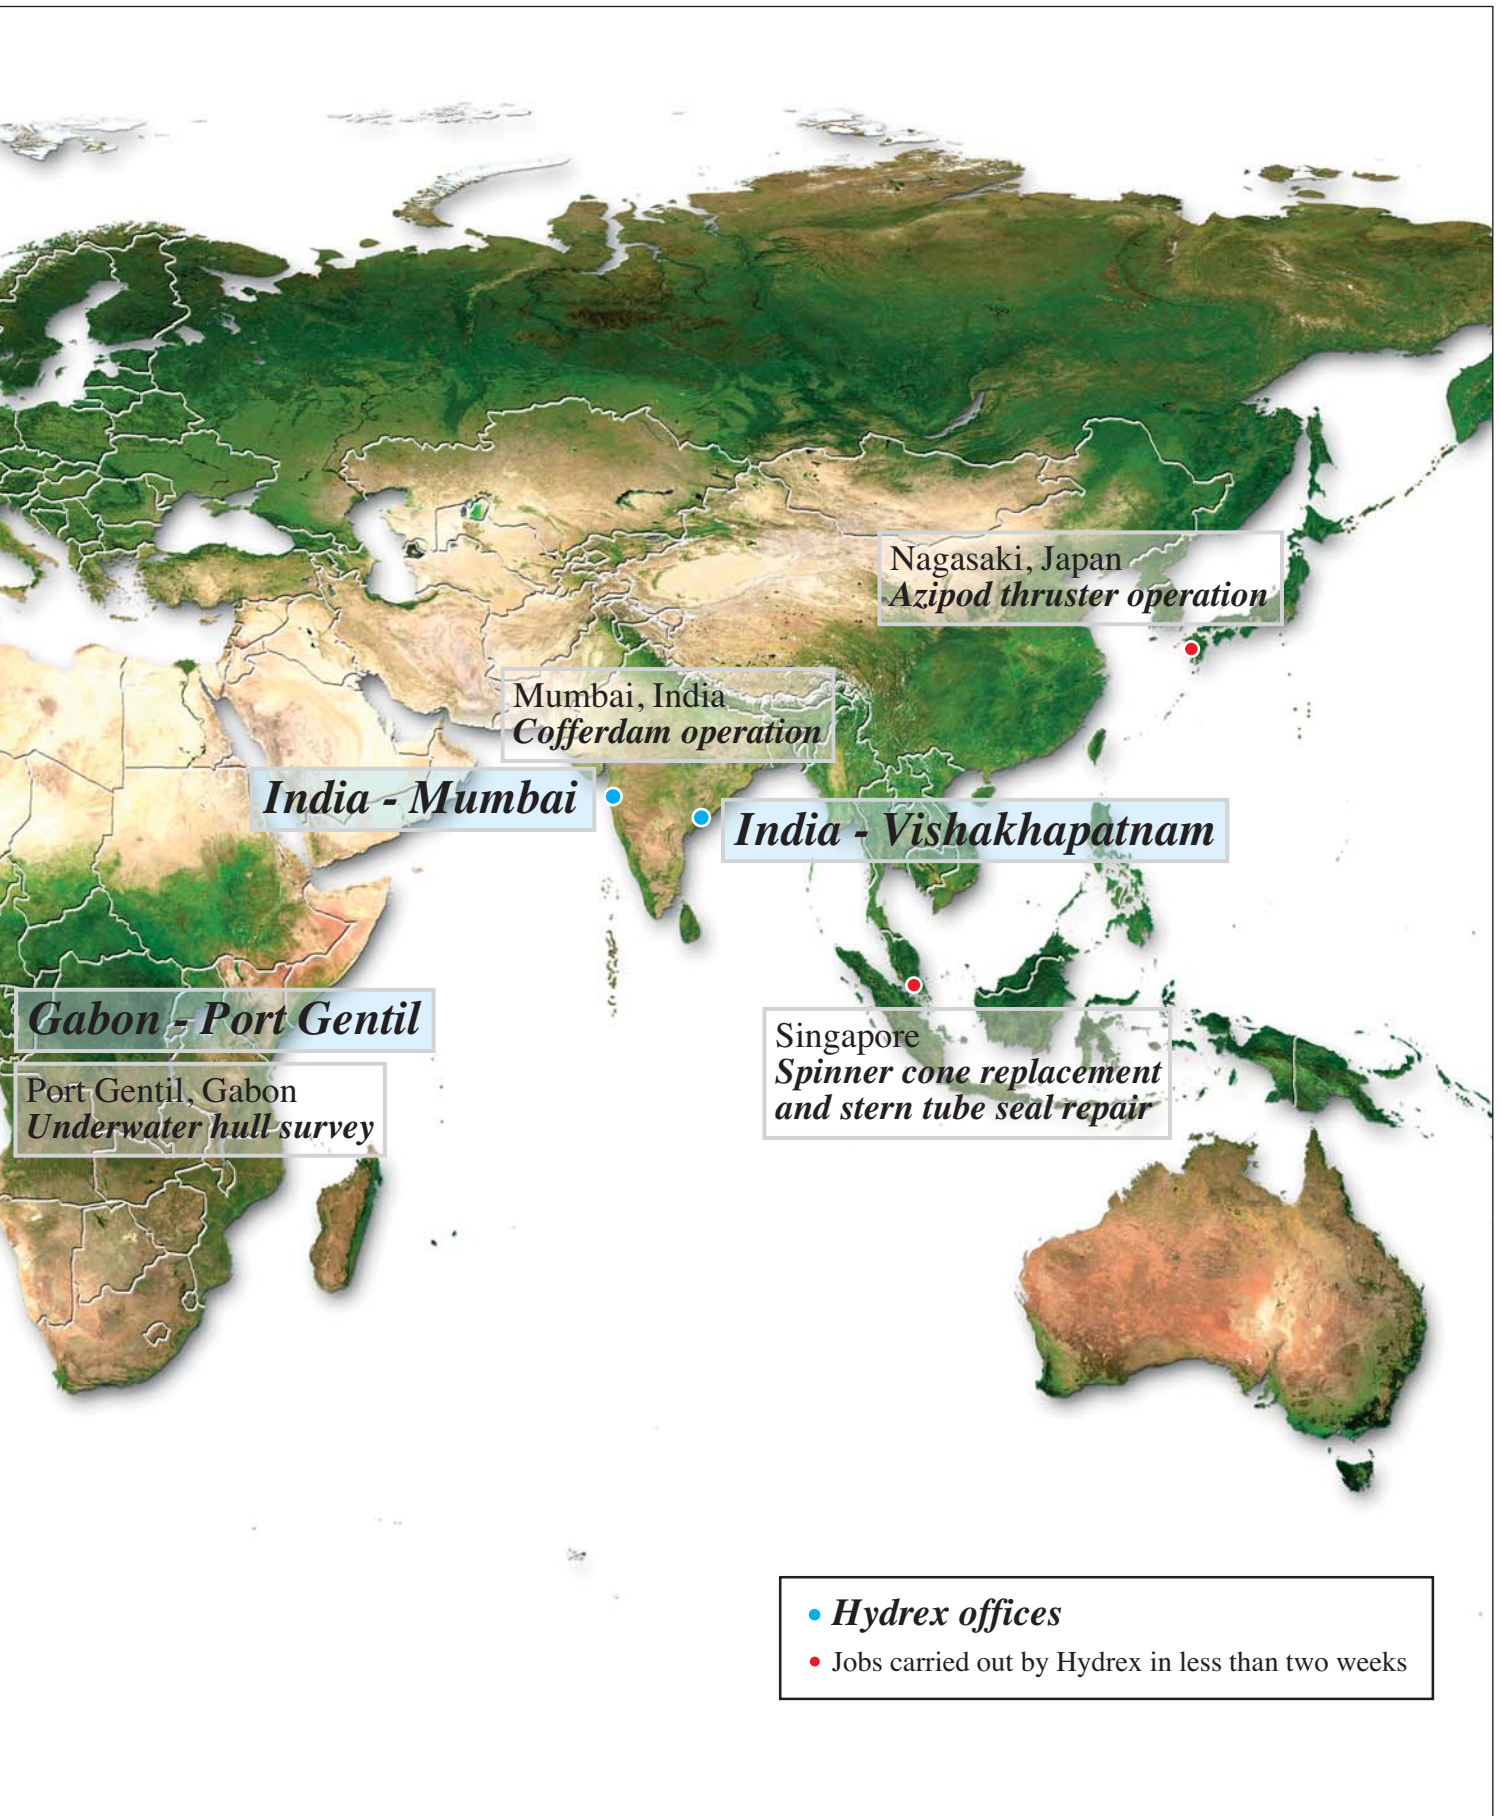 Nagasaki, Japan
Azipod thruster operation
Mumbai, India
Cofferdam operation
India - Mumbai
India - Vishakhapatnam
Gabon - Port Gentil
Port Gentil, Gabon
Underwater hull survey
Singapore
Spinner cone replacement
and stern tube seal repair
• Hydrex offices
• Jobs carried out by Hydrex in less than two weeks